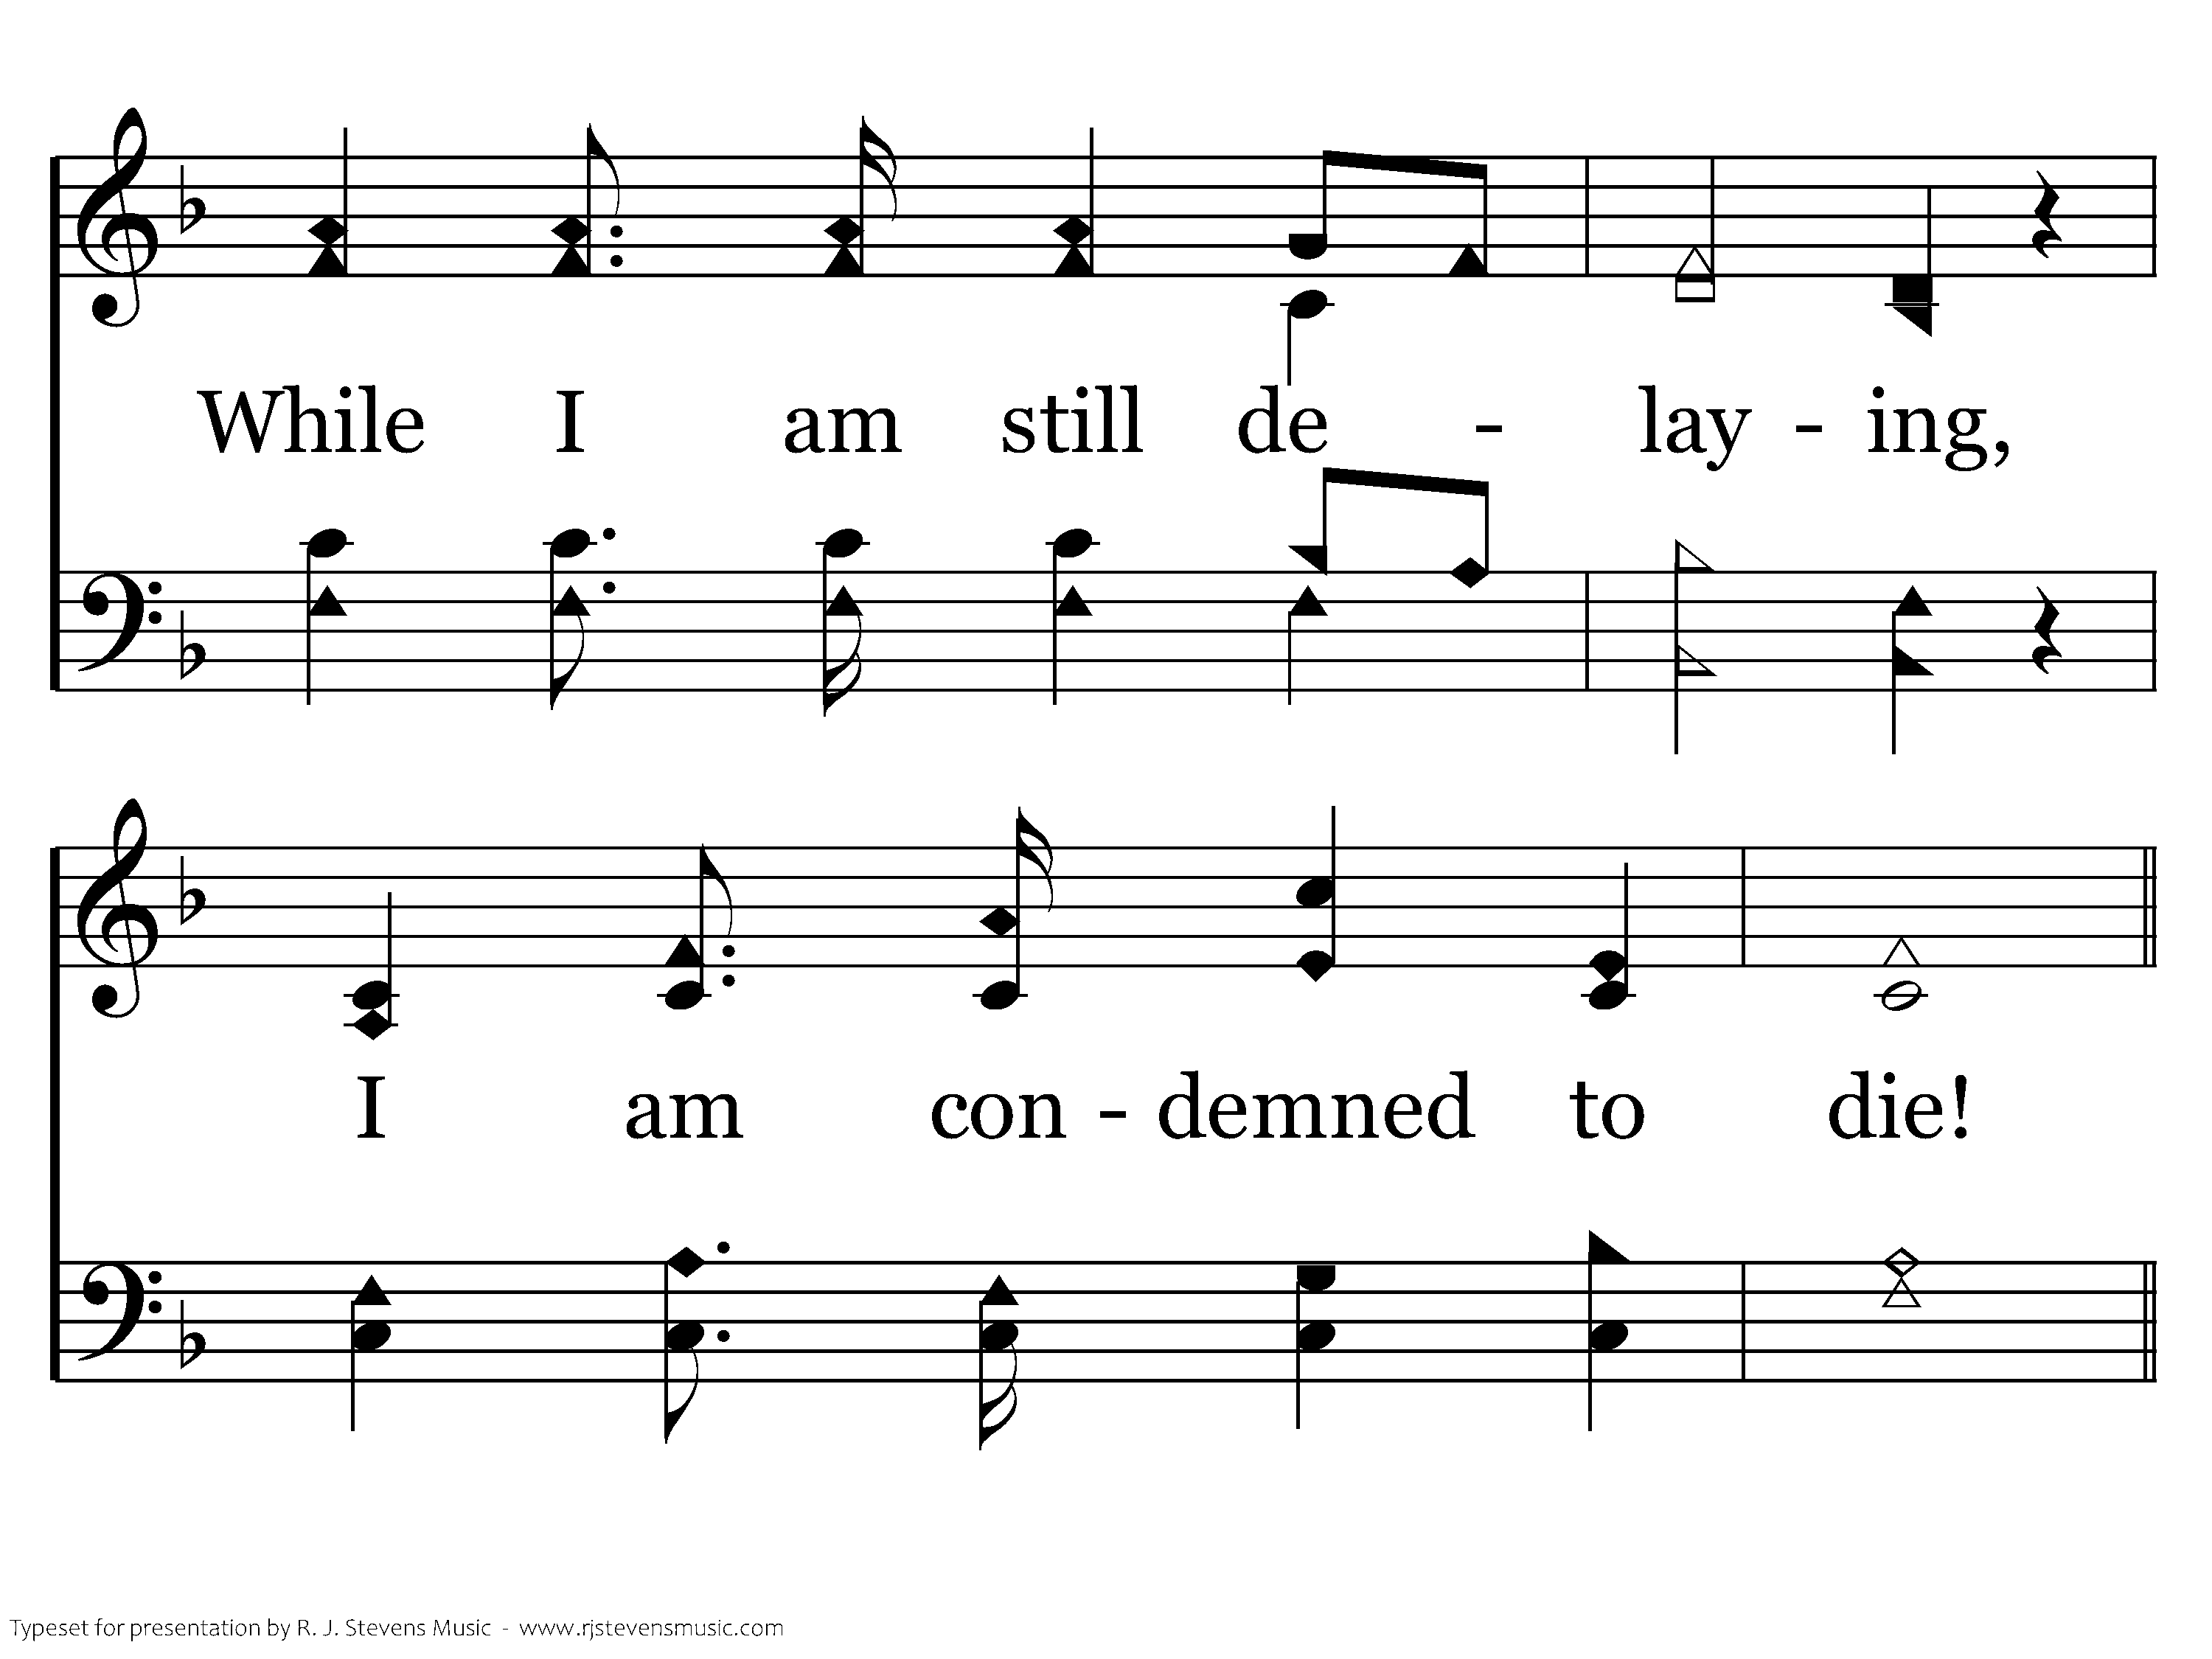 While I am still de - lay - ing,
I am con - demned to die!
Typeset for presentation by R. J. Stevens Music - www.rjstevensmusic.com